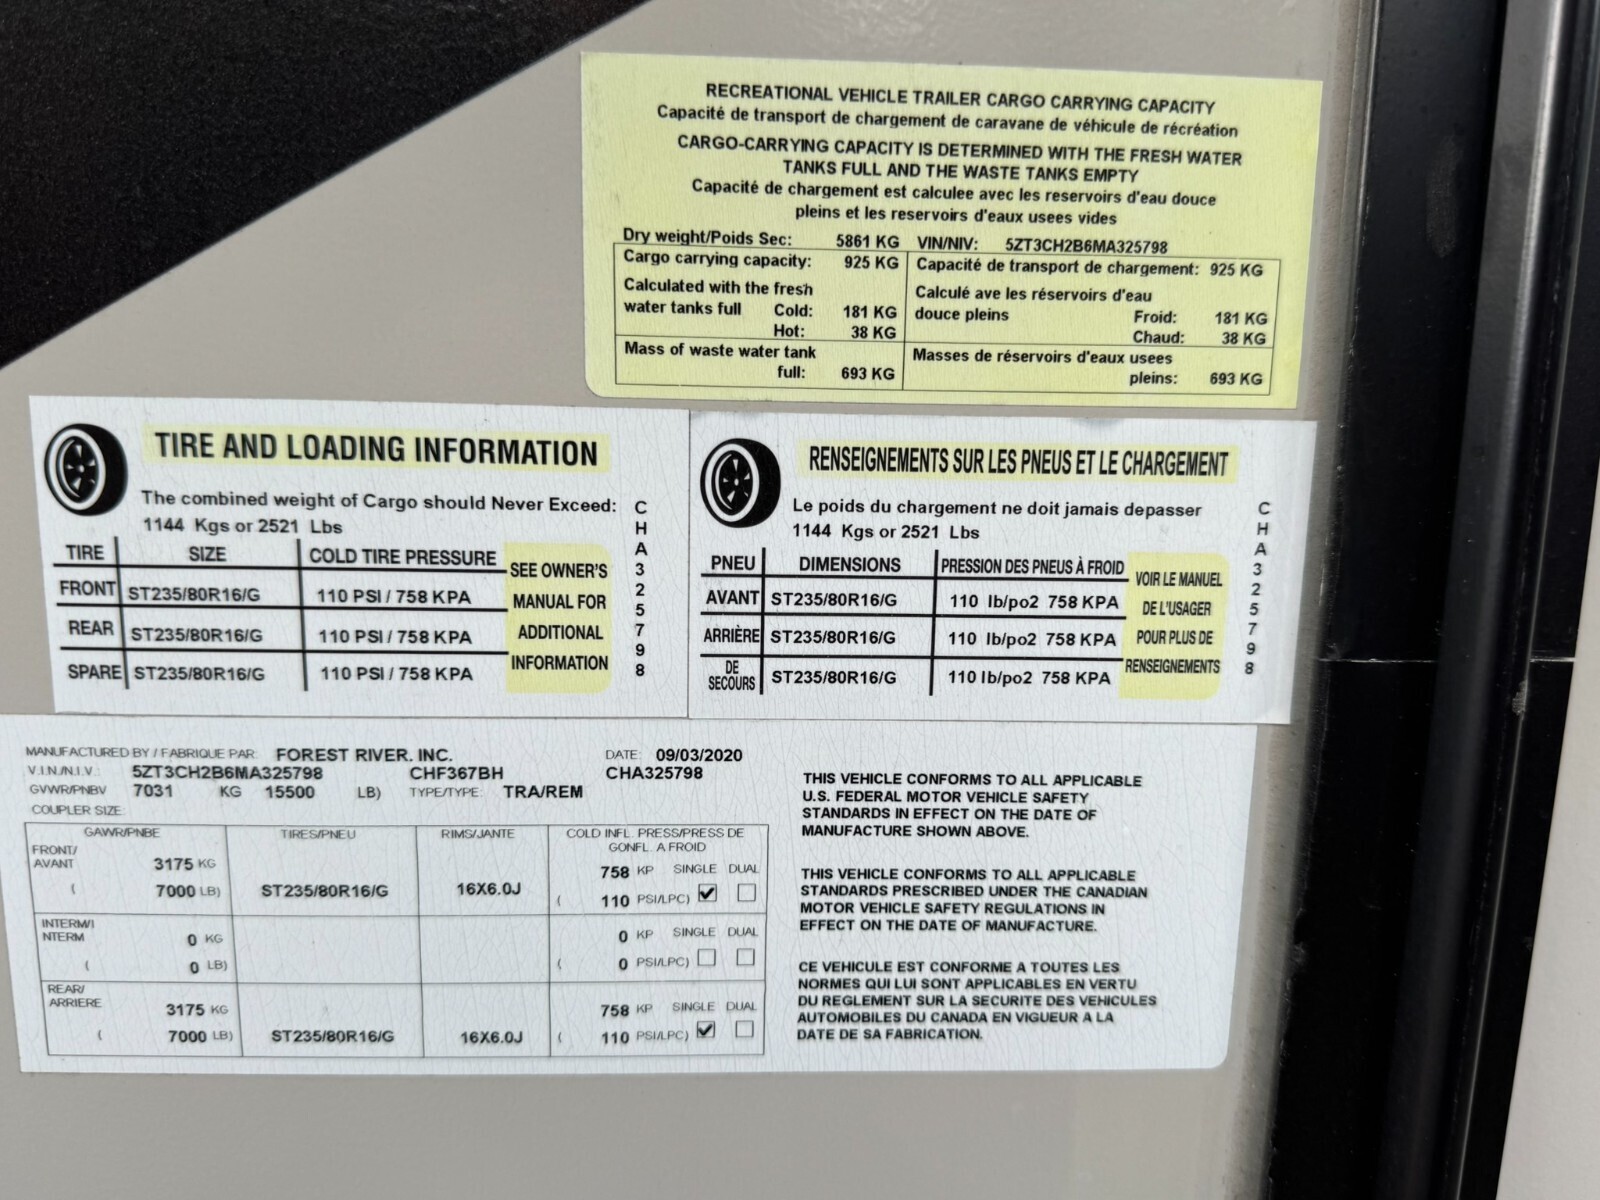 RECREATIONAL VEHICLE TRAILER CARGO CARRYING CAPACITY
Capacité de transport de chargement de caravane de véhicule de récréation
CARGO-CARRYING CAPACITY IS DETERMINED WITH THE FRESH WATER
TANKS FULL AND THE WASTE TANKS EMPTY
Capacité de chargement est calculee avec les reservoirs d'eau douce
pleins et les reservoirs d'eaux usees vides
Dry weight/Poids Sec: 5861 KG VIN/NIV: 5ZT3CH2B6MA325798
Cargo carrying capacity: 925 KG Capacité de transport de chargement: 925 KG
Calculated with the fresh Calculé ave les réservoirs d'eau
water tanks full Cold: 181 KG douce pleins Froid: 181 KG
Hot: 38 KG Chaud: 38 KG
Mass of waste water tank Masses de réservoirs d'eaux usees
full: 693 KG pleins: 693 KG
TIRE AND LOADING INFORMATION
The combined weight of Cargo should Never Exceed:
1144 Kgs or 2521 Lbs
TIRE SIZE COLD TIRE PRESSURE
FRONT ST235/80R16/G 110 PSI / 758 KPA
REAR ST235/80R16/G 110 PSI / 758 KPA
SPARE ST235/80R16/G 110 PSI / 758 KPA
SEE OWNER'S
MANUAL FOR
ADDITIONAL
INFORMATION
CHA325798
RENSEIGNEMENTS SUR LES PNEUS ET LE CHARGEMENT
Le poids du chargement ne doit jamais depasser
1144 Kgs or 2521 Lbs
PNEU DIMENSIONS PRESSION DES PNEUS À FROID
AVANT ST235/80R16/G 110 lb/po2 758 KPA
ARRIÈRE ST235/80R16/G 110 lb/po2 758 KPA
DE
SECOURS ST235/80R16/G 110 lb/po2 758 KPA
VOIR LE MANUEL
DE L'USAGER
POUR PLUS DE
RENSEIGNEMENTS
CHA325798
MANUFACTURED BY / FABRIQUE PAR: FOREST RIVER. INC. DATE: 09/03/2020
V.I.N./N.I.V.: 5ZT3CH2B6MA325798 CHF367BH CHA325798
GVWR/PNBV 7031 KG 15500 LB) TYPE/TYPE: TRA/REM
COUPLER SIZE:
GAWR/PNBE TIRES/PNEU RIMS/JANTE COLD INFL. PRESS/PRESS DE
GONFL. A FROID
FRONT/
AVANT 3175 KG 758 KP SINGLE DUAL
( 7000 LB) ST235/80R16/G 16X6.0J ( 110 PSI/LPC)
INTERM/I
NTERM 0 KG 0 KP SINGLE DUAL
( 0 LB) ( 0 PSI/LPC)
REAR/
ARRIERE 3175 KG 758 KP SINGLE DUAL
( 7000 LB) ST235/80R16/G 16X6.0J ( 110 PSI/LPC)
THIS VEHICLE CONFORMS TO ALL APPLICABLE
U.S. FEDERAL MOTOR VEHICLE SAFETY
STANDARDS IN EFFECT ON THE DATE OF
MANUFACTURE SHOWN ABOVE.
THIS VEHICLE CONFORMS TO ALL APPLICABLE
STANDARDS PRESCRIBED UNDER THE CANADIAN
MOTOR VEHICLE SAFETY REGULATIONS IN
EFFECT ON THE DATE OF MANUFACTURE.
CE VEHICULE EST CONFORME A TOUTES LES
NORMES QUI LUI SONT APPLICABLES EN VERTU
DU REGLEMENT SUR LA SECURITE DES VEHICULES
AUTOMOBILES DU CANADA EN VIGUEUR A LA
DATE DE SA FABRICATION.